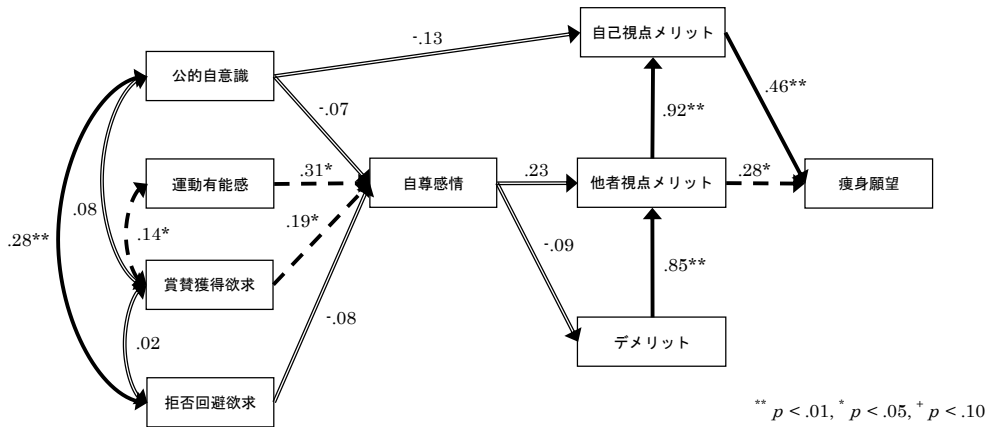 自己視点メリット
-.13
公的自意識
.46**
-.07
.92**
運動有能感
.31*
自尊感情
.23
他者視点メリット
.28*
痩身願望
.08
.19*
.28**
.14*
-.09
.85**
賞賛獲得欲求
-.08
.02
デメリット
拒否回避欲求
** p < .01, * p < .05, + p < .10